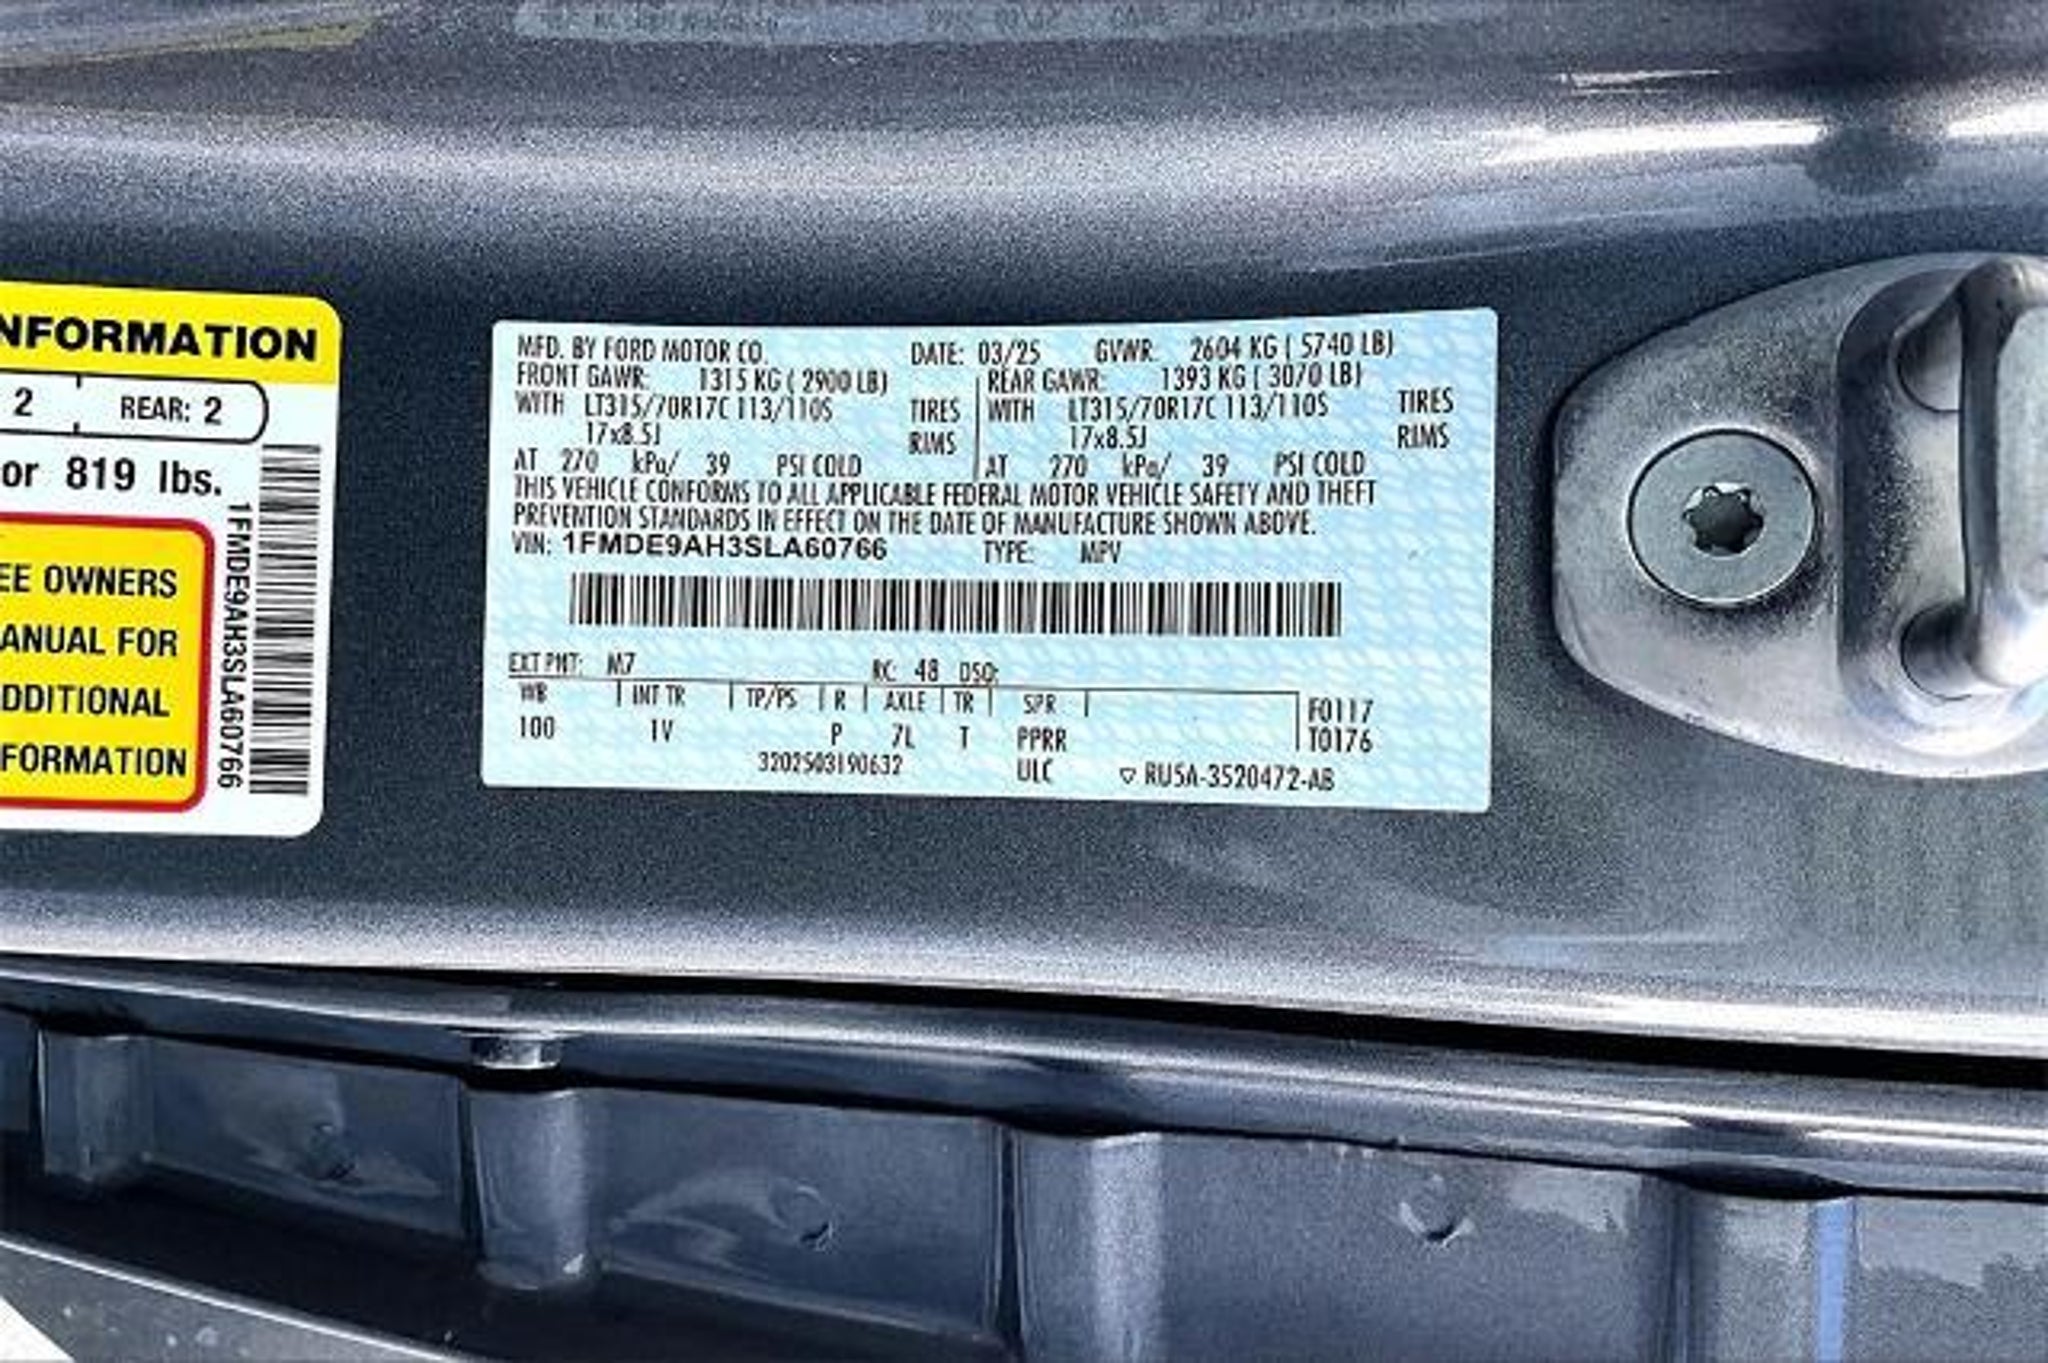 NFORMATION
2 REAR: 2
or 819 lbs.
EE OWNERS
ANUAL FOR
DDITIONAL
FORMATION
1FMDE9AH3SLA60766
MFD. BY FORD MOTOR CO. DATE: 03/25 GVWR: 2604 KG ( 5740 LB)
FRONT GAWR: 1315 KG ( 2900 LB) REAR GAWR: 1393 KG ( 3070 LB)
WITH LT315/70R17C 113/110S TIRES WITH LT315/70R17C 113/110S TIRES
17x8.5J RIMS 17x8.5J RIMS
AT 270 kPa/ 39 PSI COLD AT 270 kPa/ 39 PSI COLD
THIS VEHICLE CONFORMS TO ALL APPLICABLE FEDERAL MOTOR VEHICLE SAFETY AND THEFT
PREVENTION STANDARDS IN EFFECT ON THE DATE OF MANUFACTURE SHOWN ABOVE.
VIN: 1FMDE9AH3SLA60766 TYPE: MPV
EXT PNT: M7 RC: 48 DSO:
WB INT TR TP/PS R AXLE TR SPR F0117
100 1V P 7L T PPRR T0176
3202503190632 ULC RU5A-3520472-AB